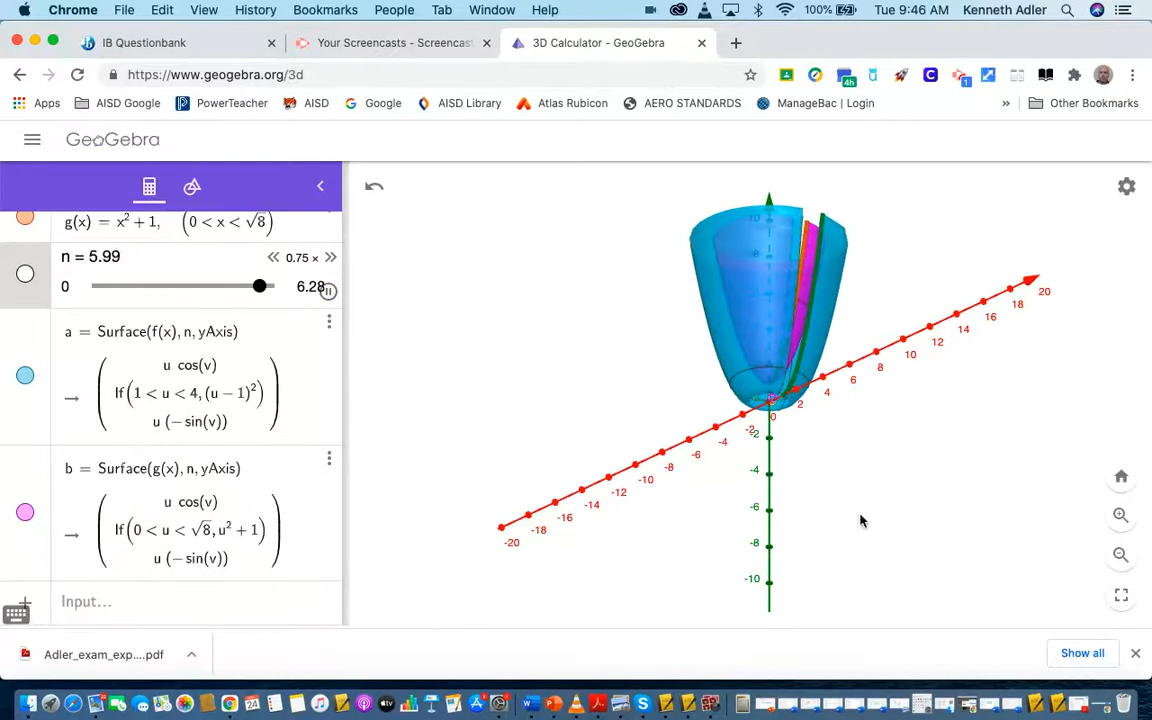 Chrome File Edit View History Bookmarks People Tab Window Help 100% Tue 9:46 AM Kenneth Adler
IB Questionbank × Your Screencasts - Screencast × 3D Calculator - GeoGebra × +
https://www.geogebra.org/3d
Apps AISD Google PowerTeacher AISD Google AISD Library Atlas Rubicon AERO STANDARDS ManageBac | Login » Other Bookmarks
GeoGebra
g(x) = x² + 1, (0 < x < √8)
n = 5.99 0.75 ×
0 6.28
a = Surface(f(x), n, yAxis)
u cos(v)
→ If(1 < u < 4, (u − 1)²)
u (−sin(v))
b = Surface(g(x), n, yAxis)
u cos(v)
→ If(0 < u < √8, u² + 1)
u (−sin(v))
+ Input...
10
8
20
18
16
14
12
10
8
6
4
2
0
-2
-4
-6
-8
-10
-12
-14
-16
-18
-20
-2
-4
-6
-8
-10
Adler_exam_exp....pdf Show all